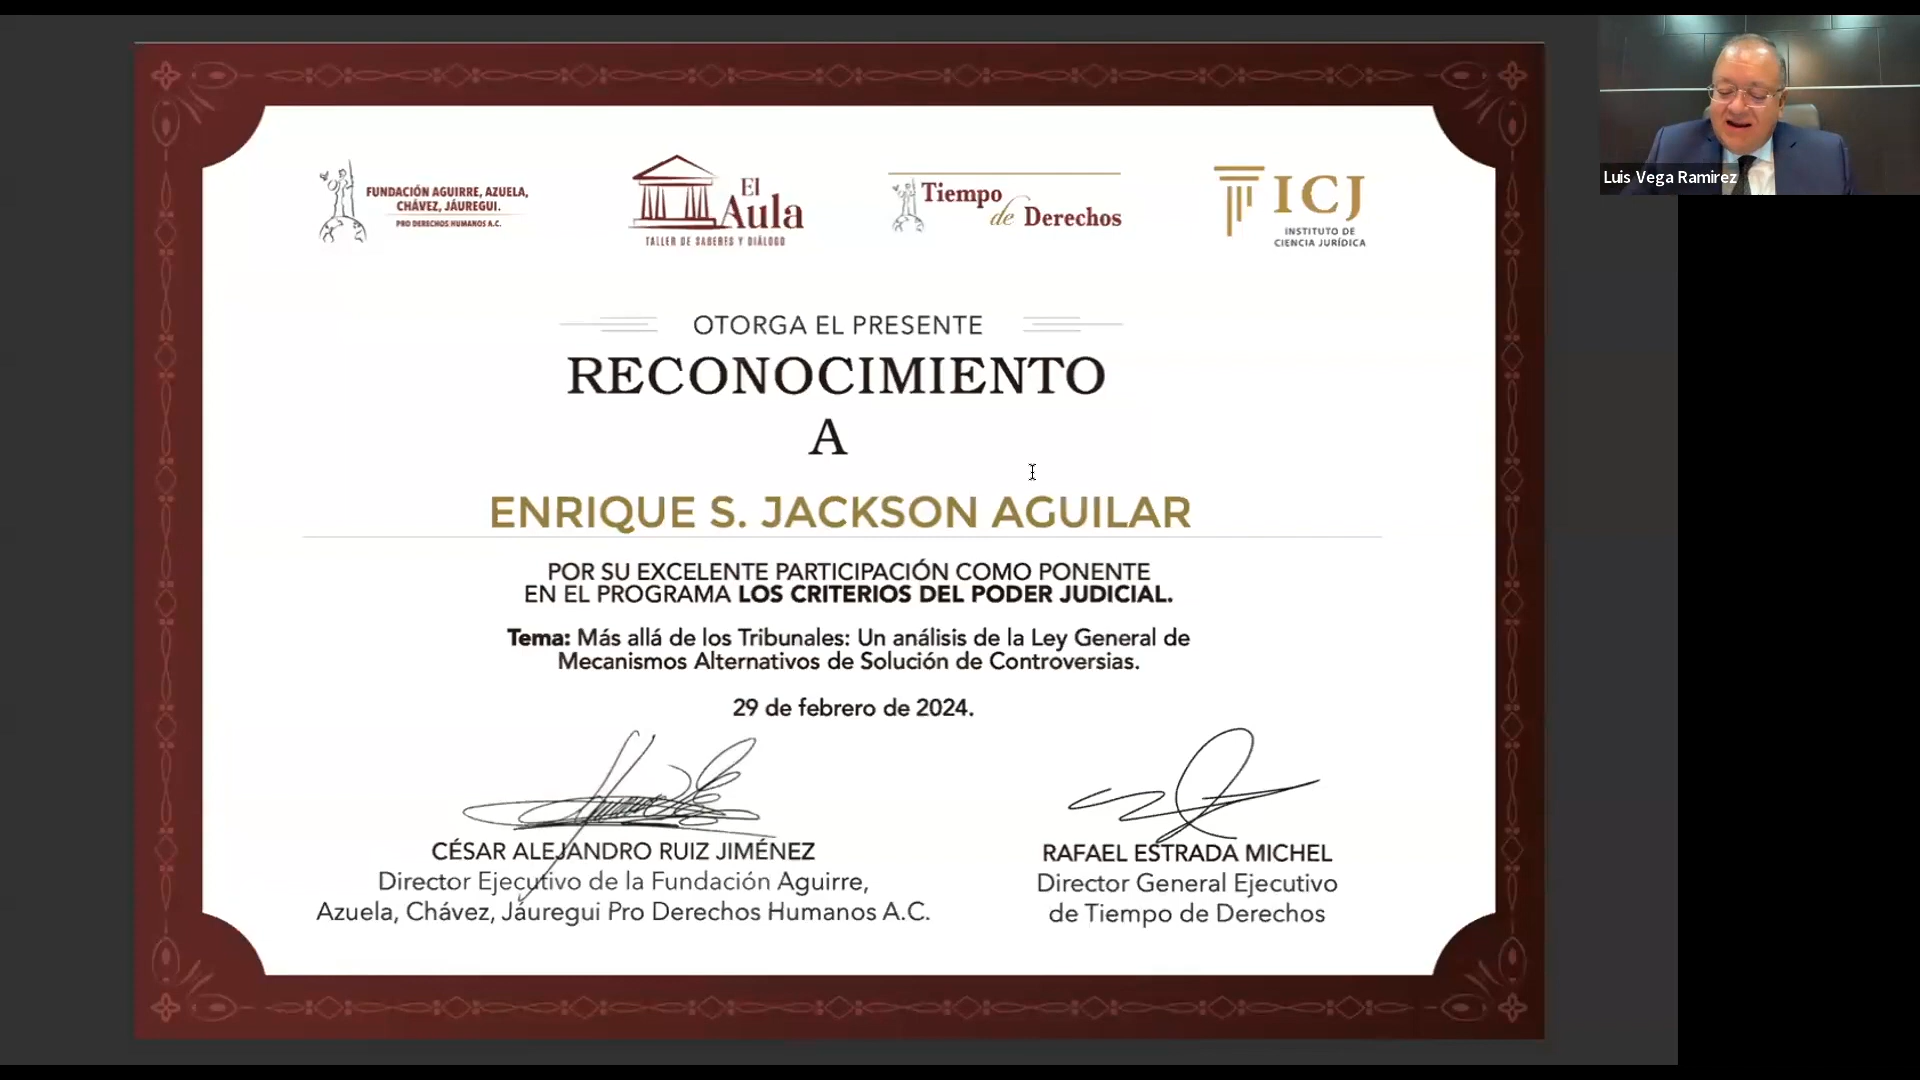 FUNDACIÓN AGUIRRE, AZUELA,
CHÁVEZ, JÁUREGUI.
PRO DERECHOS HUMANOS A.C.
El
Aula
TALLER DE SABERES Y DIÁLOGO
Tiempo
de Derechos
ICJ
INSTITUTO DE
CIENCIA JURÍDICA
Luis Vega Ramirez
OTORGA EL PRESENTE
RECONOCIMIENTO
A
ENRIQUE S. JACKSON AGUILAR
POR SU EXCELENTE PARTICIPACIÓN COMO PONENTE
EN EL PROGRAMA LOS CRITERIOS DEL PODER JUDICIAL.
Tema: Más allá de los Tribunales: Un análisis de la Ley General de
Mecanismos Alternativos de Solución de Controversias.
29 de febrero de 2024.
CÉSAR ALEJANDRO RUIZ JIMÉNEZ
Director Ejecutivo de la Fundación Aguirre,
Azuela, Chávez, Jáuregui Pro Derechos Humanos A.C.
RAFAEL ESTRADA MICHEL
Director General Ejecutivo
de Tiempo de Derechos